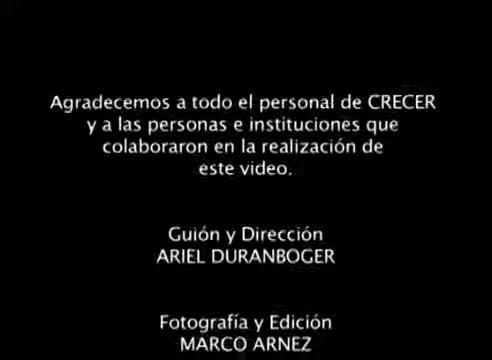 Agradecemos a todo el personal de CRECER
y a las personas e instituciones que
colaboraron en la realización de
este video.
Guión y Dirección
ARIEL DURANBOGER
Fotografía y Edición
MARCO ARNEZ